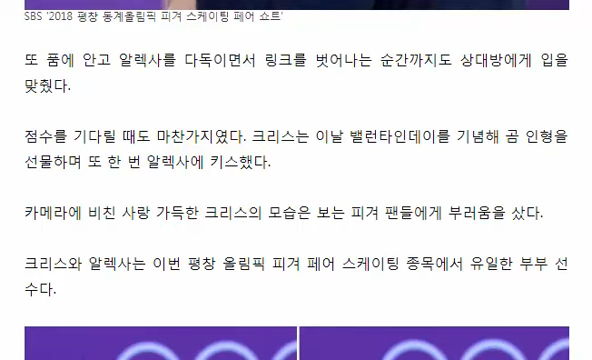 SBS '2018 평창 동계올림픽 피겨 스케이팅 페어 쇼트'
또 품에 안고 알렉사를 다독이면서 링크를 벗어나는 순간까지도 상대방에게 입을
맞췄다.
점수를 기다릴 때도 마찬가지였다. 크리스는 이날 밸런타인데이를 기념해 곰 인형을
선물하며 또 한 번 알렉사에 키스했다.
카메라에 비친 사랑 가득한 크리스의 모습은 보는 피겨 팬들에게 부러움을 샀다.
크리스와 알렉사는 이번 평창 올림픽 피겨 페어 스케이팅 종목에서 유일한 부부 선
수다.